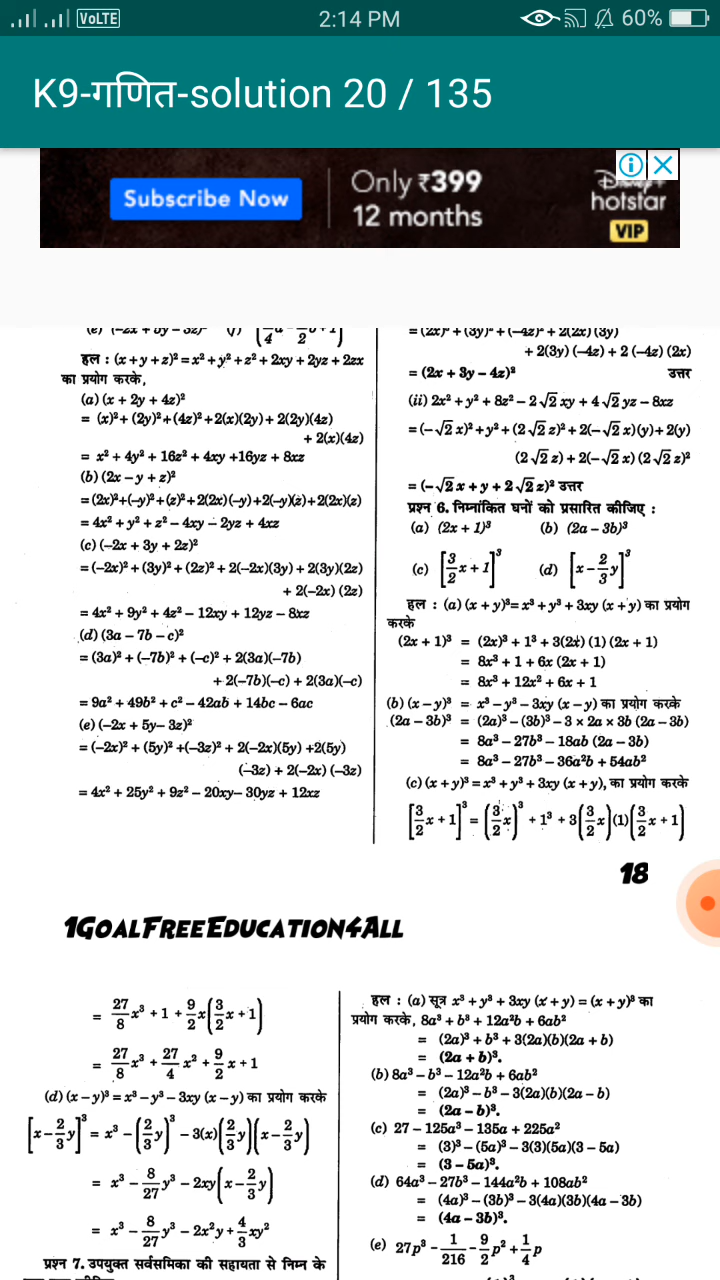 VoLTE 2:14 PM 60%
K9-गणित-solution 20 / 135
Subscribe Now
Only ₹399
12 months
hotstar
VIP
हल : (x + y + z)² = x² + y² + z² + 2xy + 2yz + 2zx
का प्रयोग करके,
(a) (x + 2y + 4z)²
= (x)² + (2y)² + (4z)² + 2(x)(2y) + 2(2y)(4z)
+ 2(x)(4z)
= x² + 4y² + 16z² + 4xy +16yz + 8xz
(b) (2x – y + z)²
= (2x)²+(–y)²+(z)²+ 2(2x)(–y)+2(–y)(z)+2(2x)(z)
= 4x² + y² + z² – 4xy – 2yz + 4xz
(c) (–2x + 3y + 2z)²
= (–2x)² + (3y)² + (2z)² + 2(–2x)(3y) + 2(3y)(2z)
+ 2(–2x) (2z)
= 4x² + 9y² + 4z² – 12xy + 12yz – 8xz
(d) (3a – 7b – c)²
= (3a)² + (–7b)² + (–c)² + 2(3a)(–7b)
+ 2(–7b)(–c) + 2(3a)(–c)
= 9a² + 49b² + c² – 42ab + 14bc – 6ac
(e) (–2x + 5y– 3z)²
= (–2x)² + (5y)² +(–3z)² + 2(–2x)(5y) +2(5y)
(–3z) + 2(–2x) (–3z)
= 4x² + 25y² + 9z² – 20xy– 30yz + 12xz
= (2x)² + (3y)² + (–4z)² + 2(2x) (3y)
+ 2(3y) (–4z) + 2 (–4z) (2x)
= (2x + 3y – 4z)² उत्तर
(ii) 2x² + y² + 8z² – 2√2 xy + 4√2 yz – 8xz
= (–√2 x)² + y² + (2√2 z)² + 2(–√2 x)(y) + 2(y)
(2√2 z) + 2(–√2 x) (2√2 z)²
= (–√2 x + y + 2√2 z)² उत्तर
प्रश्न 6. निम्नांकित घनों को प्रसारित कीजिए :
(a) (2x + 1)³ (b) (2a – 3b)³
(c) [3/2 x + 1]³ (d) [x – 2/3 y]³
हल : (a) (x + y)³= x³ + y³ + 3xy (x + y) का प्रयोग
करके
(2x + 1)³ = (2x)³ + 1³ + 3(2x) (1) (2x + 1)
= 8x³ + 1 + 6x (2x + 1)
= 8x³ + 12x² + 6x + 1
(b) (x – y)³ = x³ – y³ – 3xy (x – y) का प्रयोग करके
(2a – 3b)³ = (2a)³ – (3b)³ – 3 × 2a × 3b (2a – 3b)
= 8a³ – 27b³ – 18ab (2a – 3b)
= 8a³ – 27b³ – 36a²b + 54ab²
(c) (x + y)³ = x³ + y³ + 3xy (x + y), का प्रयोग करके
[3/2 x + 1]³ = (3/2 x)³ + 1³ + 3(3/2 x)(1)(3/2 x + 1)
18
1GoalFreeEducation4All
= 27/8 x³ + 1 + 9/2 x(3/2 x + 1)
= 27/8 x³ + 27/4 x² + 9/2 x + 1
(d) (x – y)³ = x³ – y³ – 3xy (x – y) का प्रयोग करके
[x – 2/3 y]³ = x³ – (2/3 y)³ – 3(x)(2/3 y)(x – 2/3 y)
= x³ – 8/27 y³ – 2xy(x – 2/3 y)
= x³ – 8/27 y³ – 2x²y + 4/3 xy²
प्रश्न 7. उपयुक्त सर्वसमिका की सहायता से निम्न के
हल : (a) सूत्र x³ + y³ + 3xy (x + y) = (x + y)³ का
प्रयोग करके, 8a³ + b³ + 12a²b + 6ab²
= (2a)³ + b³ + 3(2a)(b)(2a + b)
= (2a + b)³.
(b) 8a³ – b³ – 12a²b + 6ab²
= (2a)³ – b³ – 3(2a)(b)(2a – b)
= (2a – b)³.
(c) 27 – 125a³ – 135a + 225a²
= (3)³ – (5a)³ – 3(3)(5a)(3 – 5a)
= (3 – 5a)³.
(d) 64a³ – 27b³ – 144a²b + 108ab²
= (4a)³ – (3b)³ – 3(4a)(3b)(4a – 3b)
= (4a – 3b)³.
(e) 27p³ – 1/216 – 9/2 p² + 1/4 p